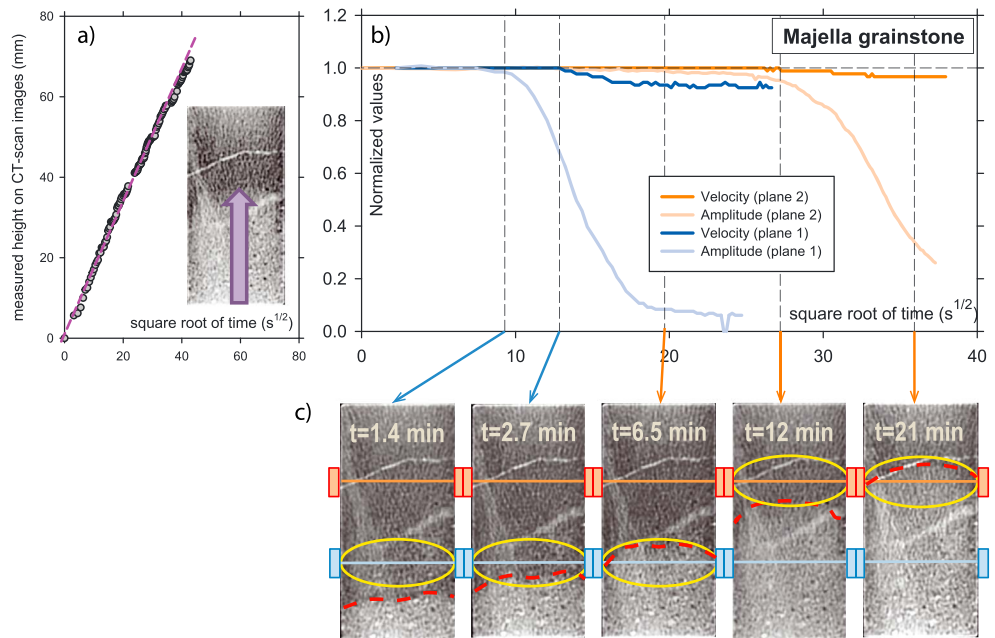 a)
measured height on CT-scan images (mm)
80
60
40
20
0
square root of time (s1/2)
0
20
40
60
80
b)
Majella grainstone
Normalized values
1.2
1.0
0.8
0.6
0.4
0.2
0.0
Velocity (plane 2)
Amplitude (plane 2)
Velocity (plane 1)
Amplitude (plane 1)
square root of time (s1/2)
0
10
20
30
40
c)
t=1.4 min
t=2.7 min
t=6.5 min
t=12 min
t=21 min